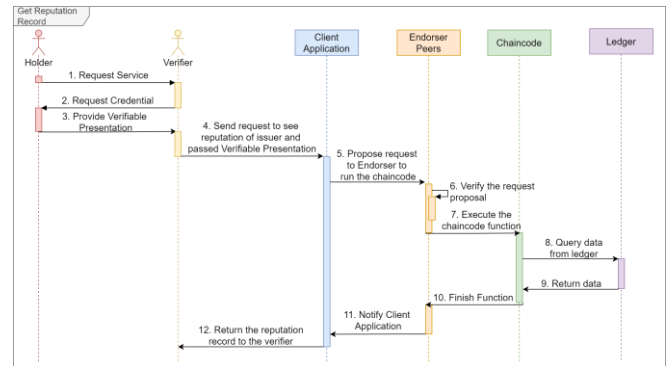 Get Reputation
Record
Holder
Verifier
Client
Application
Endorser
Peers
Chaincode
Ledger
1. Request Service
2. Request Credential
3. Provide Verifiable
Presentation
4. Send request to see
reputation of issuer and
passed Verifiable Presentation
5. Propose request
to Endorser to
run the chaincode
6. Verify the request
proposal
7. Execute the
chaincode function
8. Query data
from ledger
9. Return data
10. Finish Function
11. Notify Client
Application
12. Return the reputation
record to the verifier